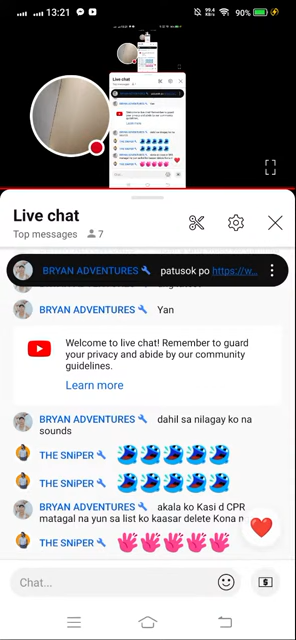 13:21
99.4
KB/s
90%
Live chat
Top messages 7
BRYAN ADVENTURES patusok po https://w...
BRYAN ADVENTURES Yan
Welcome to live chat! Remember to guard
your privacy and abide by our community
guidelines.
Learn more
BRYAN ADVENTURES dahil sa nilagay ko na
sounds
THE SNiPER
THE SNiPER
BRYAN ADVENTURES akala ko Kasi d CPR
matagal na yun sa list ko kaasar delete Kona
THE SNiPER
Chat...